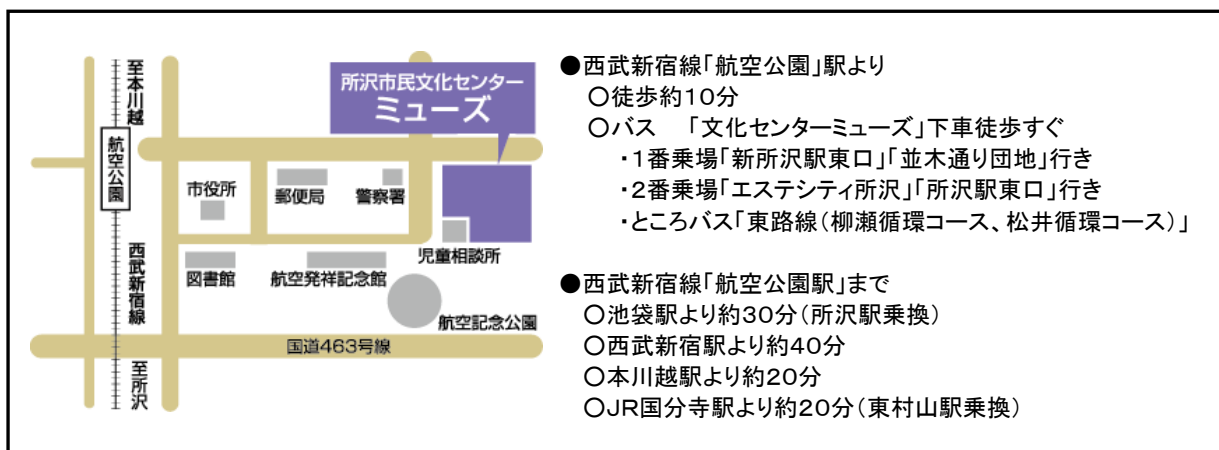 至本川越
航空公園
西武新宿線
至所沢
所沢市民文化センター
ミューズ
市役所
郵便局
警察署
児童相談所
図書館
航空発祥記念館
航空記念公園
国道463号線
●西武新宿線「航空公園」駅より
○徒歩約10分
○バス 「文化センターミューズ」下車徒歩すぐ
・1番乗場「新所沢駅東口」「並木通り団地」行き
・2番乗場「エステシティ所沢」「所沢駅東口」行き
・ところバス「東路線(柳瀬循環コース、松井循環コース)」
●西武新宿線「航空公園駅」まで
○池袋駅より約30分(所沢駅乗換)
○西武新宿駅より約40分
○本川越駅より約20分
○JR国分寺駅より約20分(東村山駅乗換)